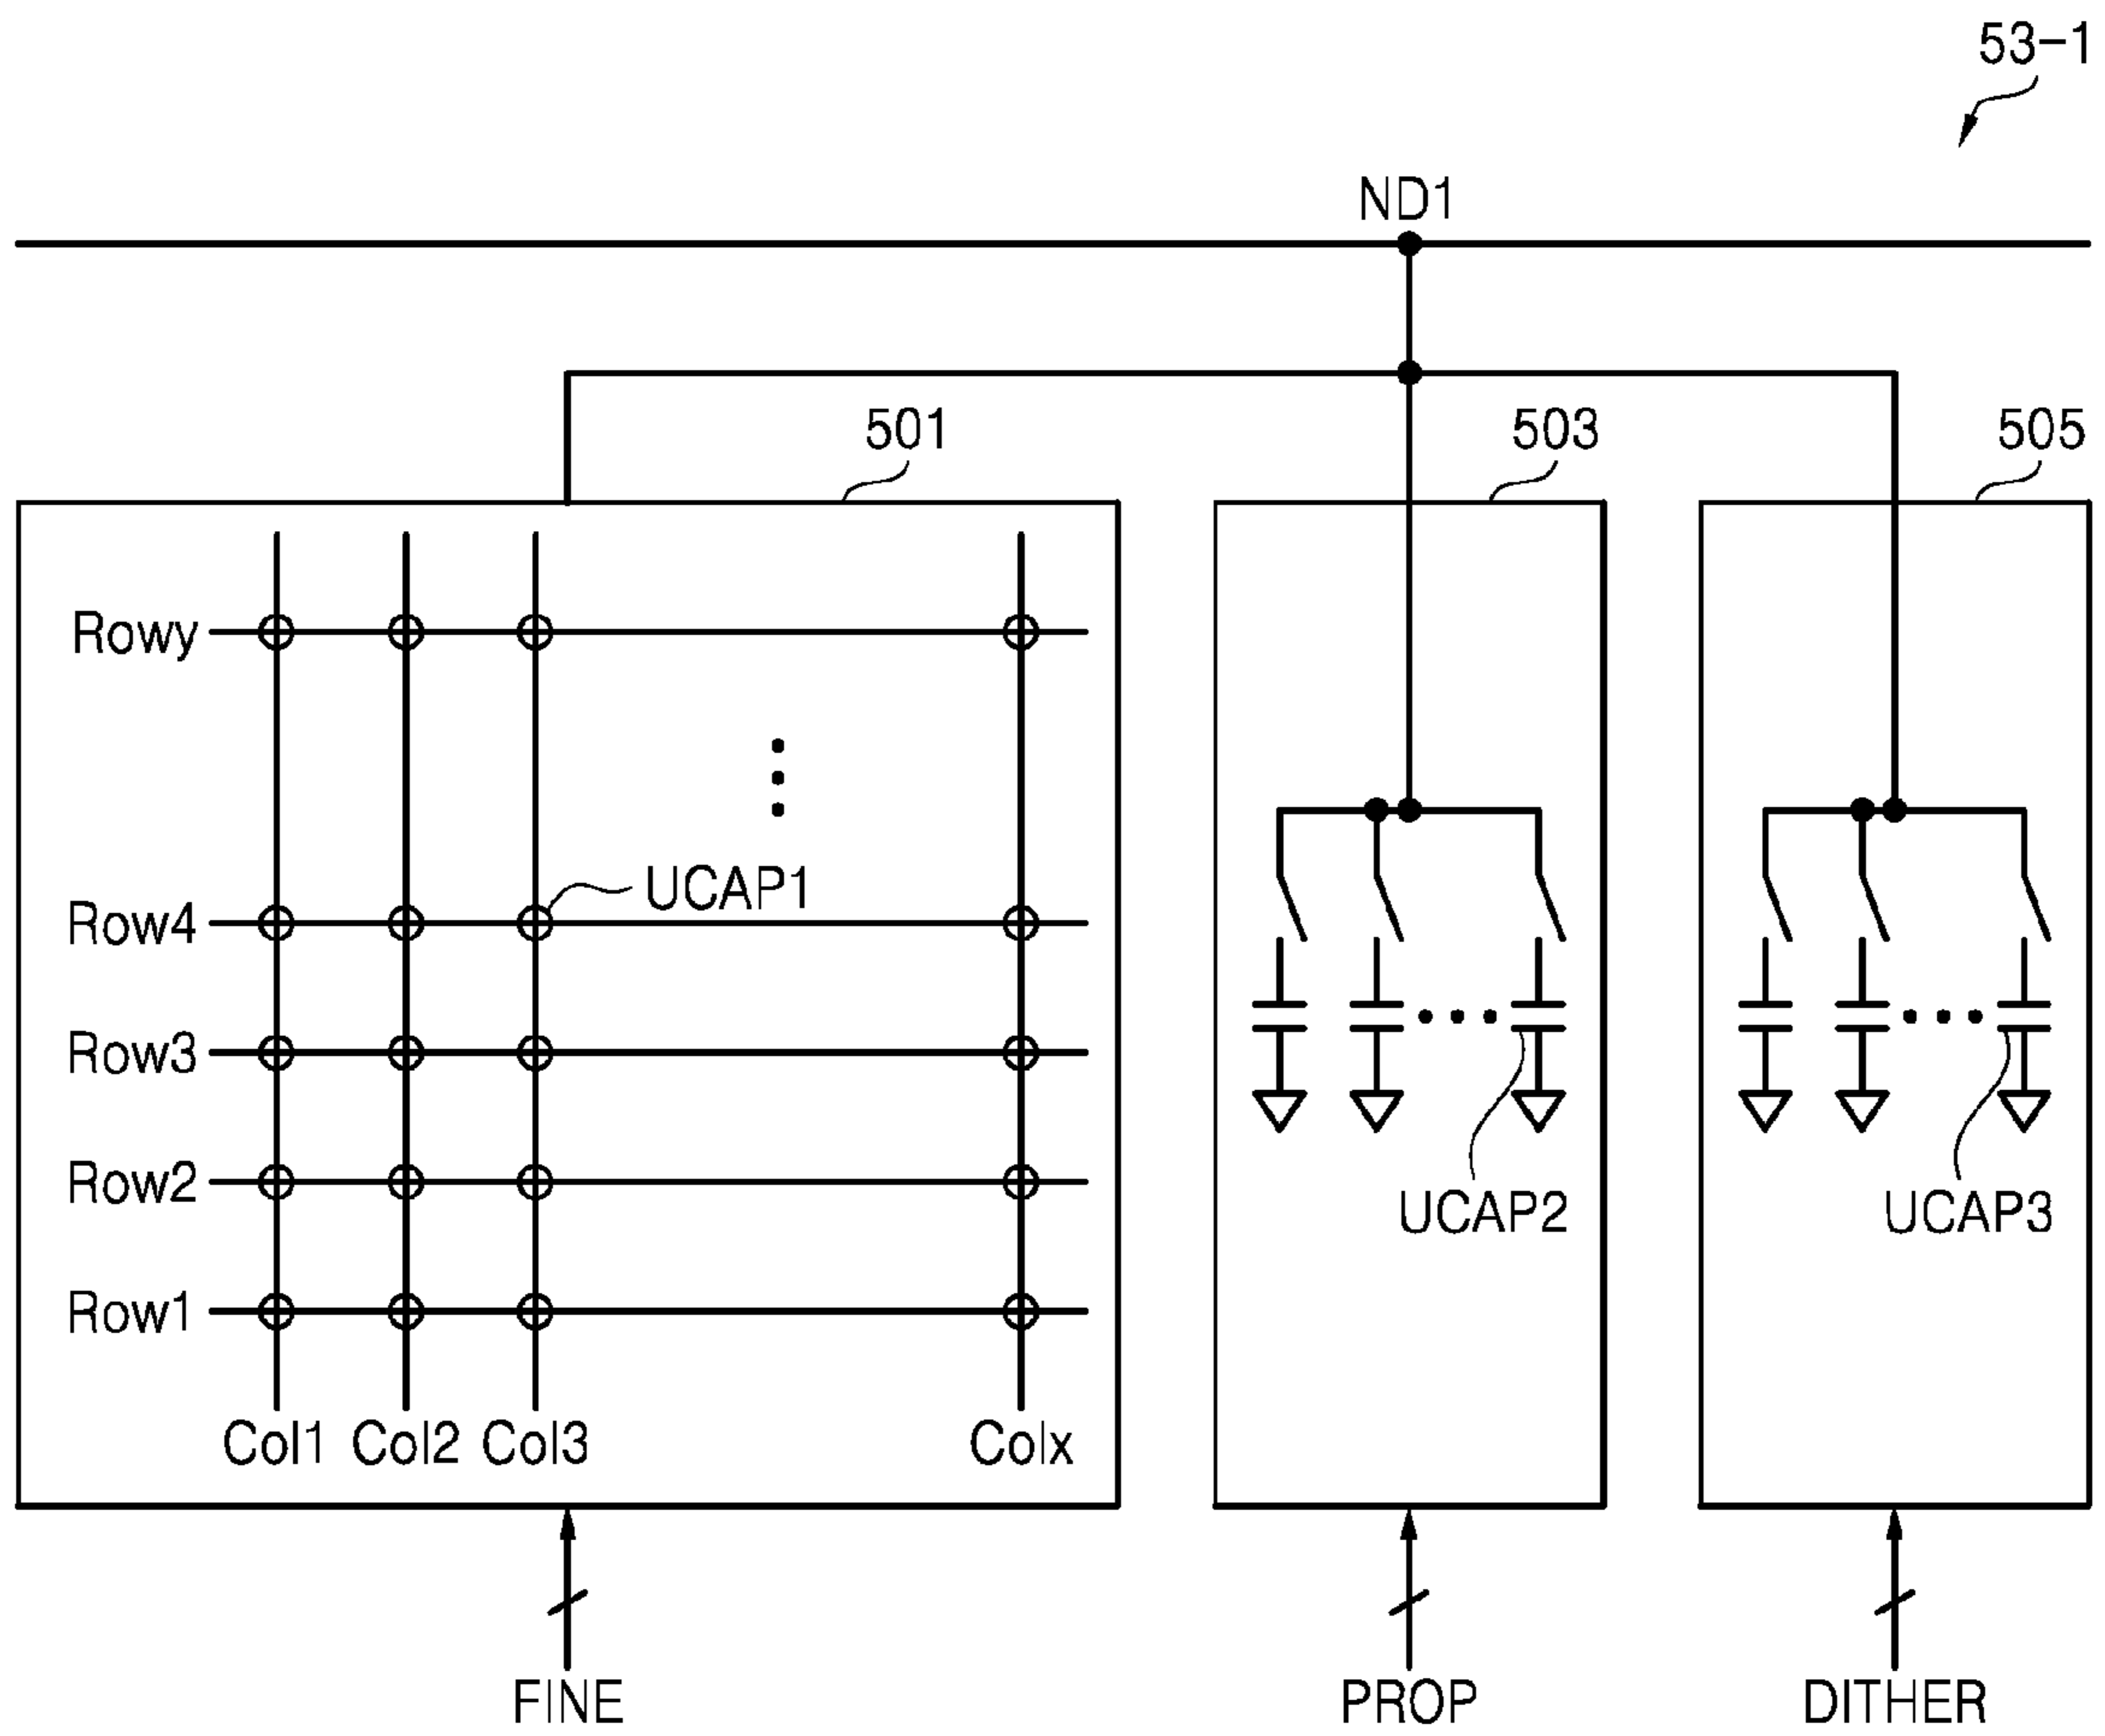 53-1
ND1
501
503
505
Rowy
UCAP1
Row4
Row3
Row2
UCAP2
UCAP3
Row1
Col1 Col2 Col3 Colx
FINE
PROP
DITHER